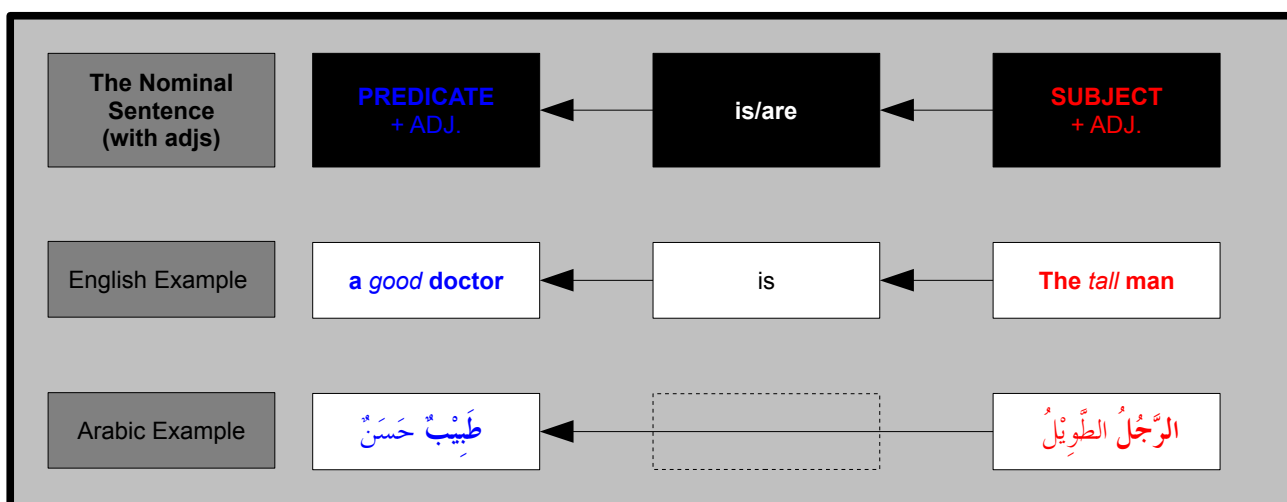 The Nominal
Sentence
(with adjs)
PREDICATE
+ ADJ.
is/are
SUBJECT
+ ADJ.
English Example
a good doctor
is
The tall man
Arabic Example
طَبِيْبٌ حَسَنٌ
الرَّجُلُ الطَّوِيْلُ